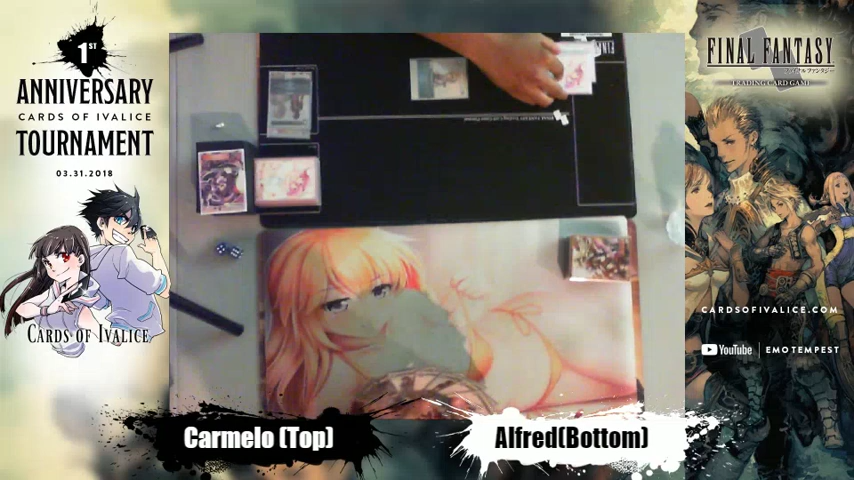 1ST
ANNIVERSARY
CARDS OF IVALICE
TOURNAMENT
03.31.2018
CARDS OF IVALICE
FINAL FANTASY
TRADING CARD GAME
CARDSOFIVALICE.COM
YouTube | EMOTEMPEST
Carmelo (Top)
Alfred(Bottom)